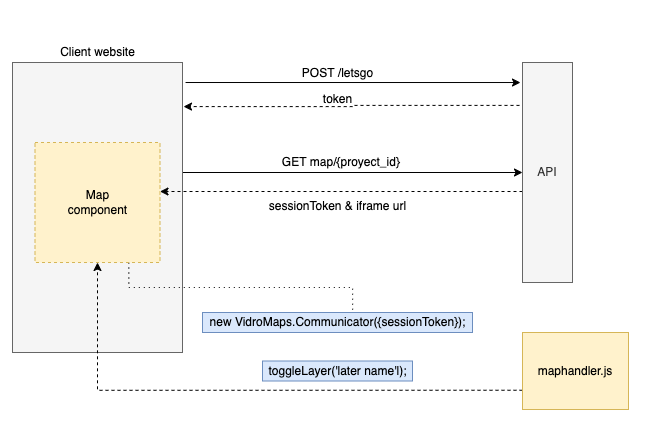 Client website
POST /letsgo
token
GET map/{proyect_id}
API
Map
component
sessionToken & iframe url
new VidroMaps.Communicator({sessionToken});
toggleLayer('later name'l);
maphandler.js